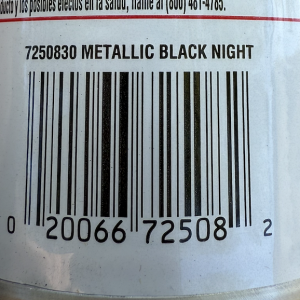 ducto y los posibles efectos en la salud, llame al (800) 481-4785.
7250830 METALLIC BLACK NIGHT
0 20066 72508 2